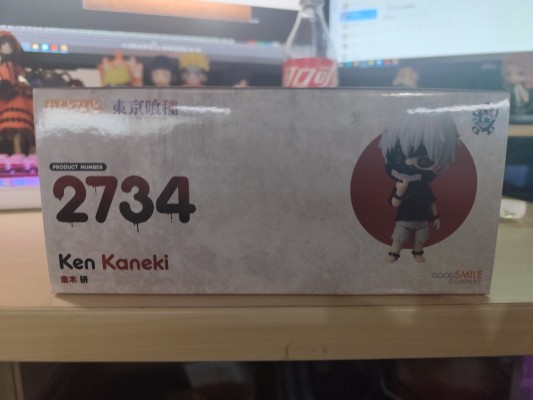 東京喰種
PRODUCT NUMBER
2734
Ken Kaneki
金木 研
GOOD SMILE
COMPANY